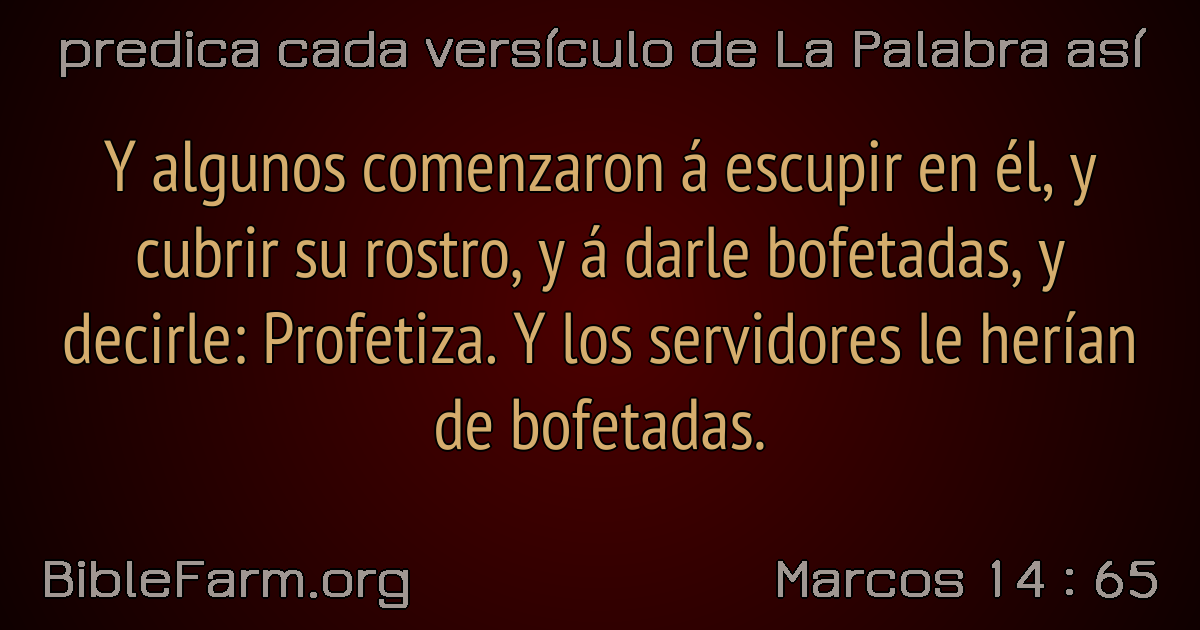 predica cada versículo de La Palabra así
Y algunos comenzaron á escupir en él, y
cubrir su rostro, y á darle bofetadas, y
decirle: Profetiza. Y los servidores le herían
de bofetadas.
BibleFarm.org
Marcos 14 : 65